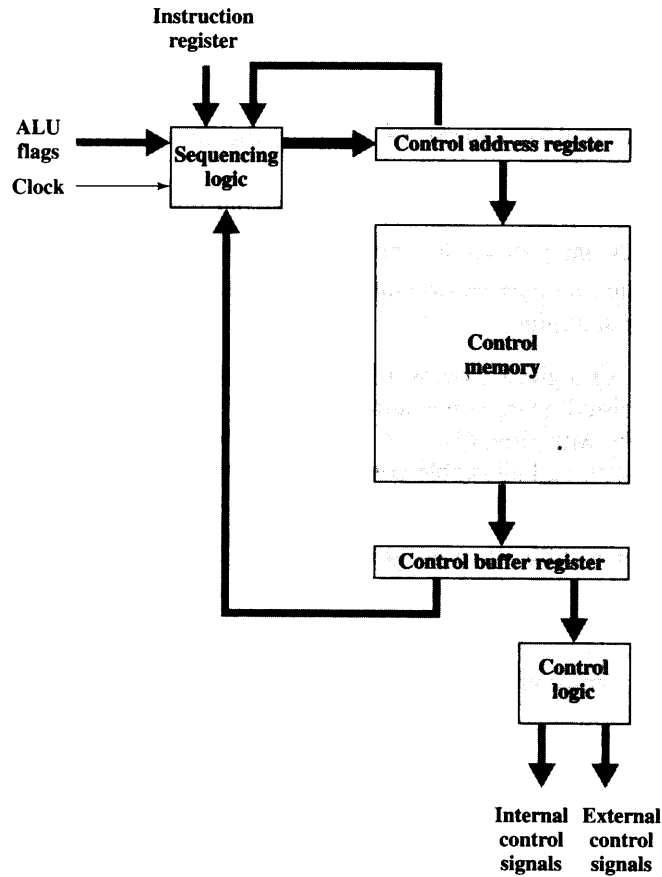 Instruction
register
ALU
flags
Clock
Sequencing
logic
Control address register
Control
memory
Control buffer register
Control
logic
Internal
control
signals
External
control
signals